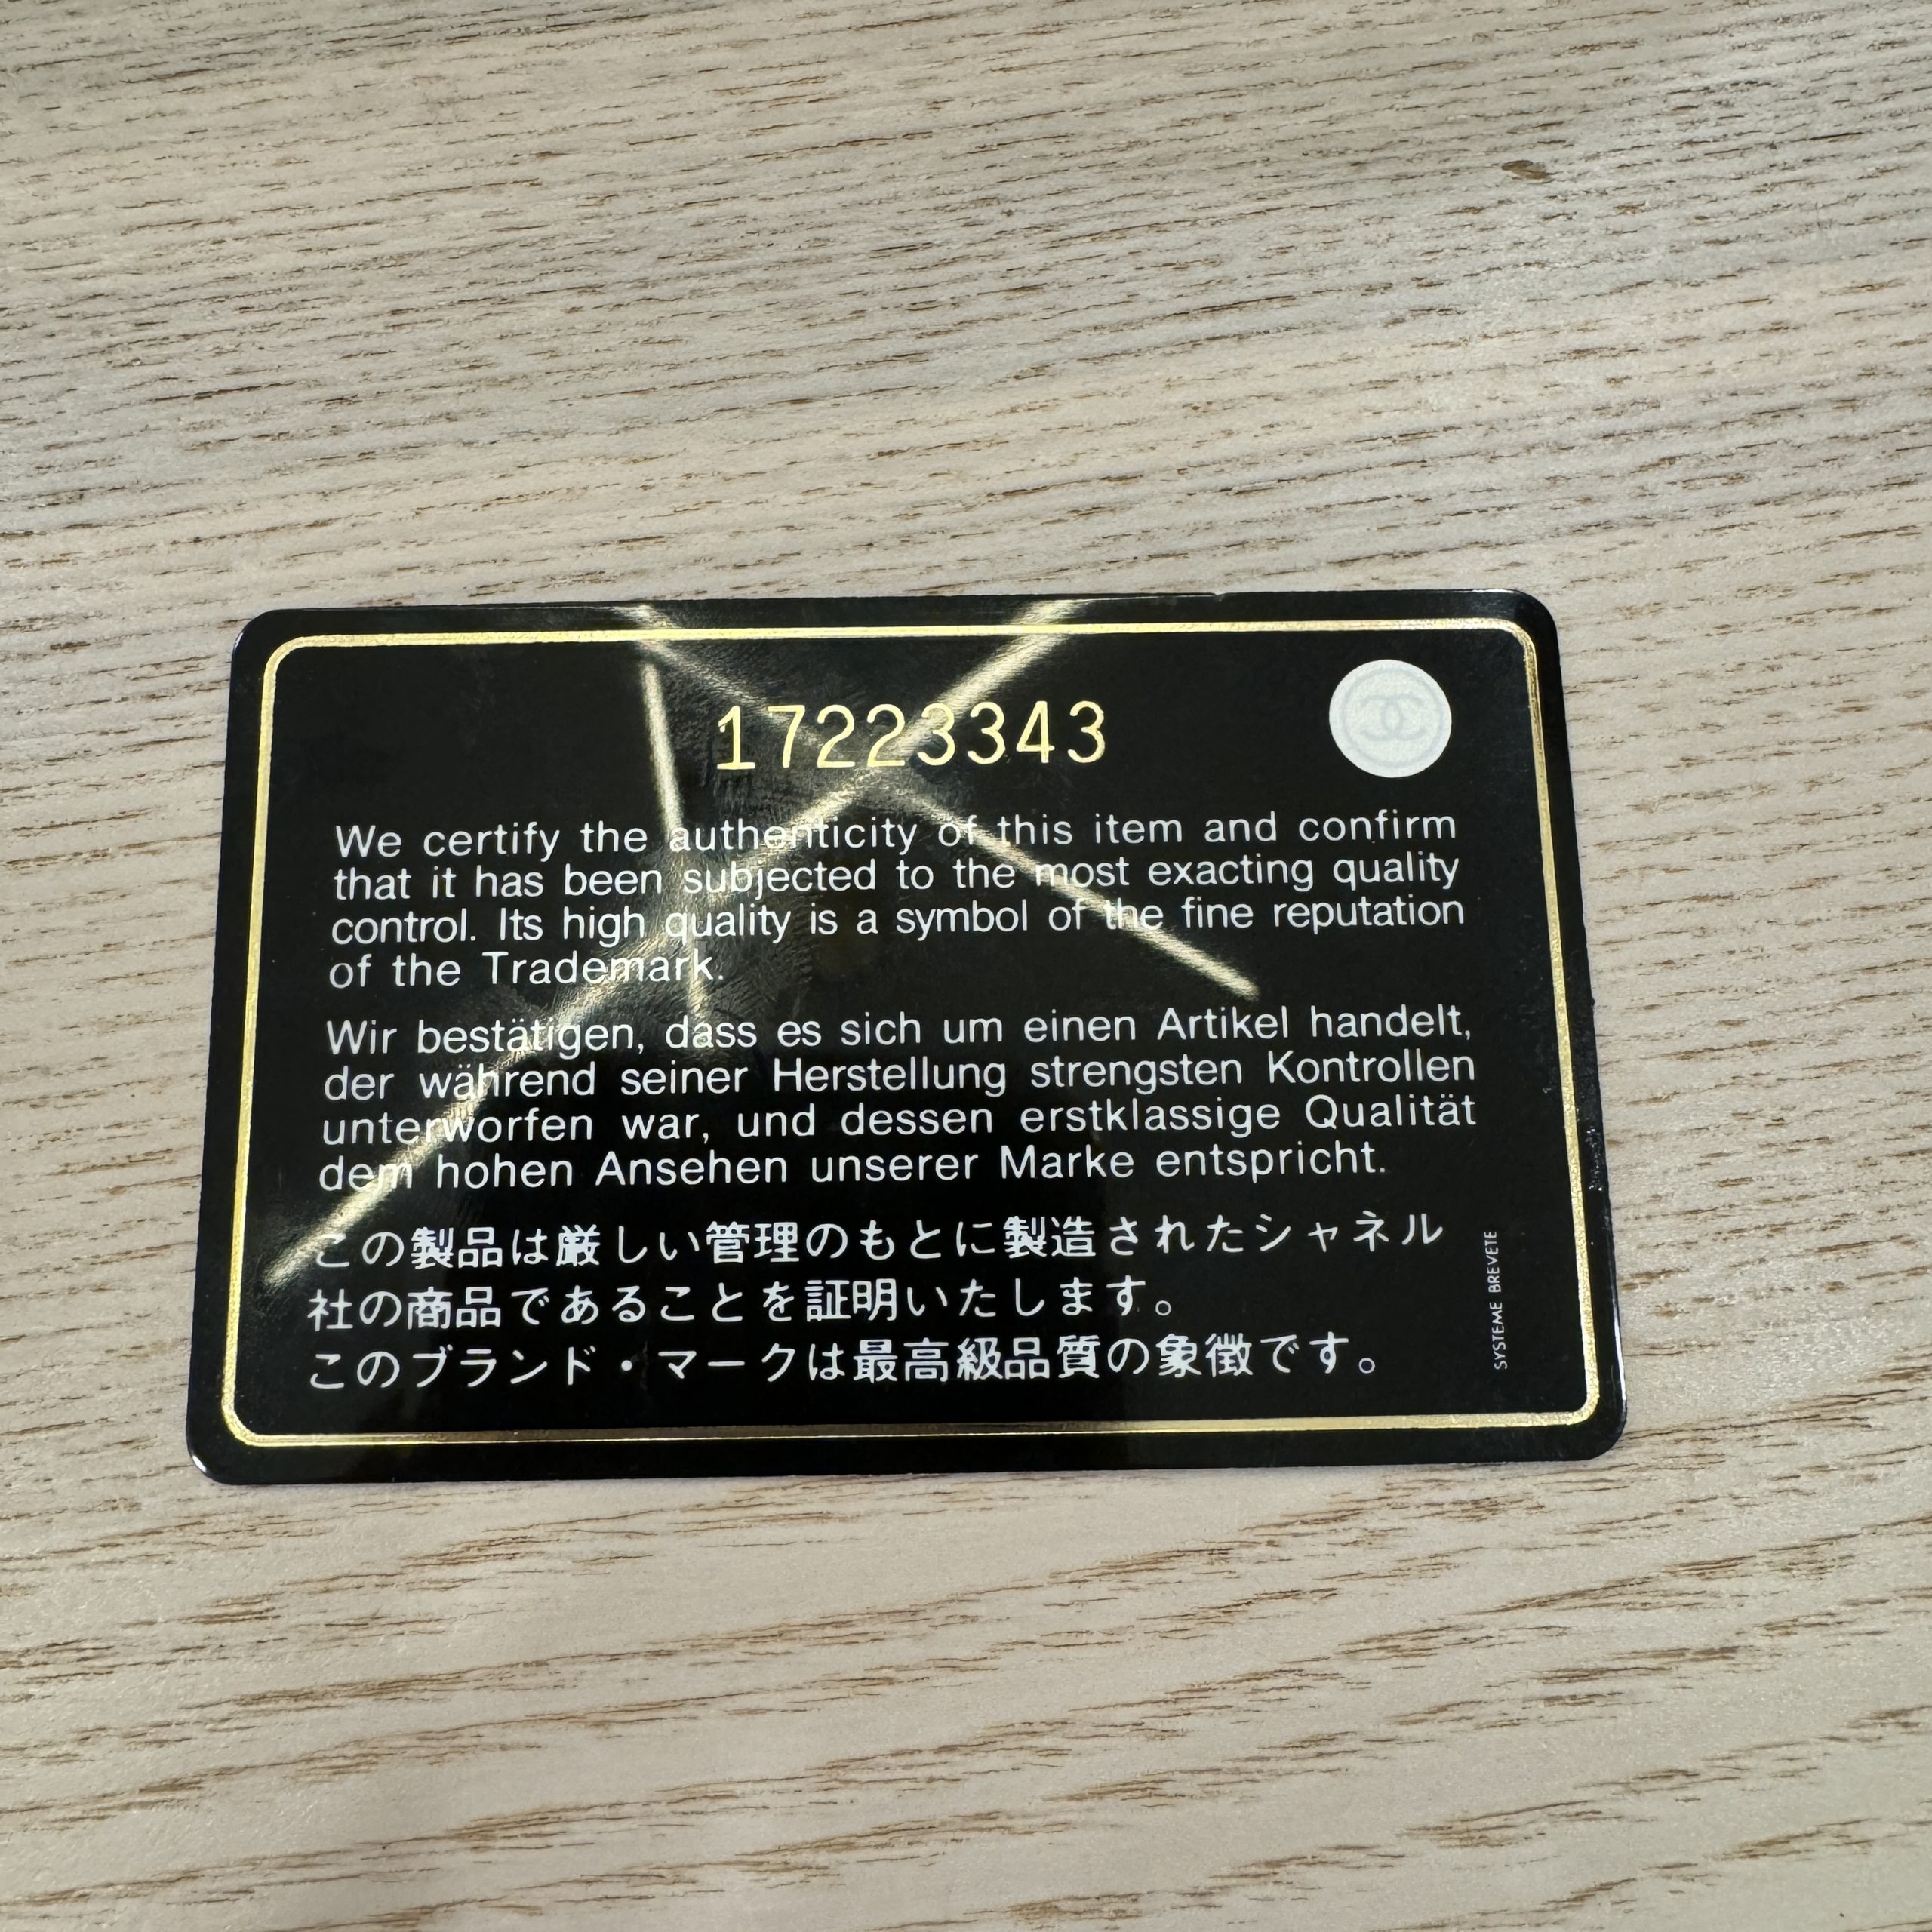 17223343
We certify the authenticity of this item and confirm
that it has been subjected to the most exacting quality
control. Its high quality is a symbol of the fine reputation
of the Trademark.
Wir bestätigen, dass es sich um einen Artikel handelt,
der während seiner Herstellung strengsten Kontrollen
unterworfen war, und dessen erstklassige Qualität
dem hohen Ansehen unserer Marke entspricht.
この製品は厳しい管理のもとに製造されたシャネル
社の商品であることを証明いたします。
このブランド・マークは最高級品質の象徴です。
SYSTEME BREVETE